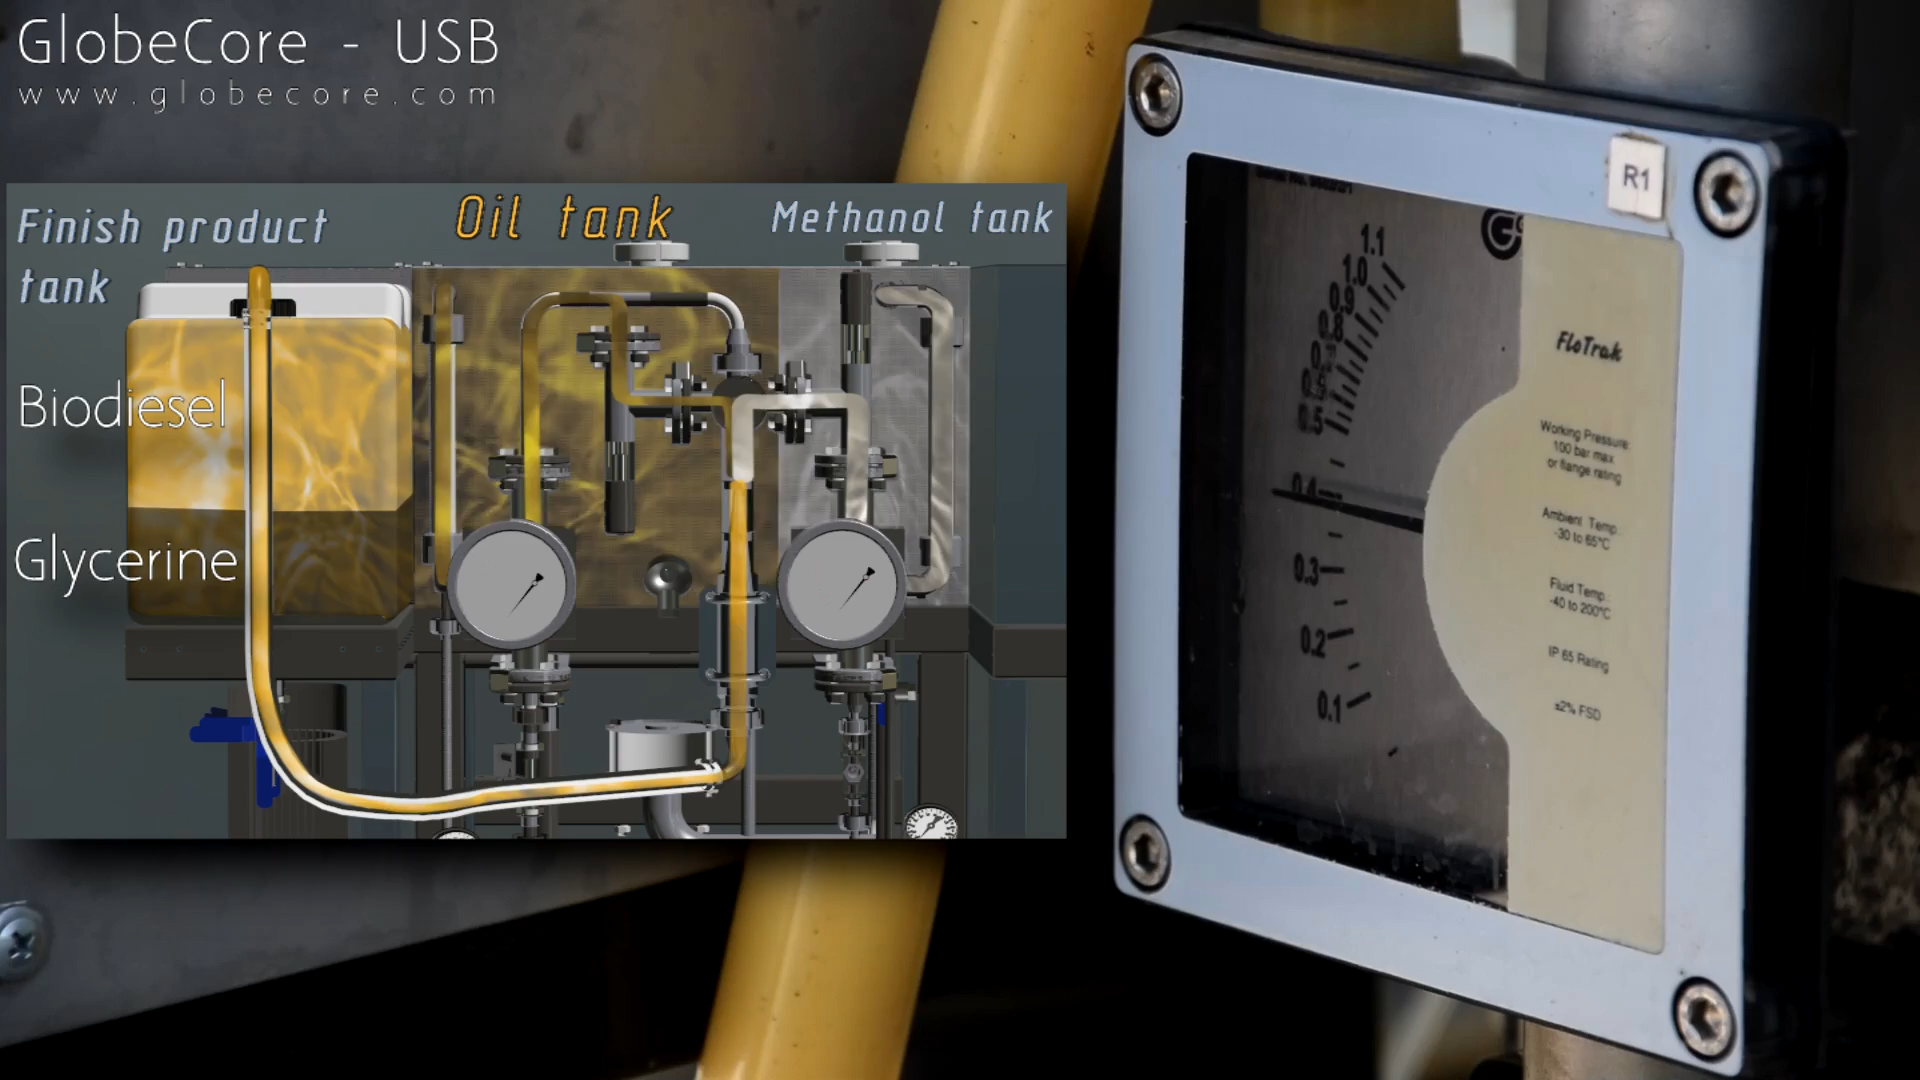 GlobeCore - USB
www.globecore.com
Finish product
tank
Oil tank
Methanol tank
Biodiesel
Glycerine
R1
1.1
1.0
0.9
0.8
0.5
0.4
0.3
0.2
0.1
FloTrak
Working Pressure:
100 bar max
or flange rating
Ambient Temp.:
-30 to 65°C
Fluid Temp.:
-40 to 200°C
IP 65 Rating
±2% FSD